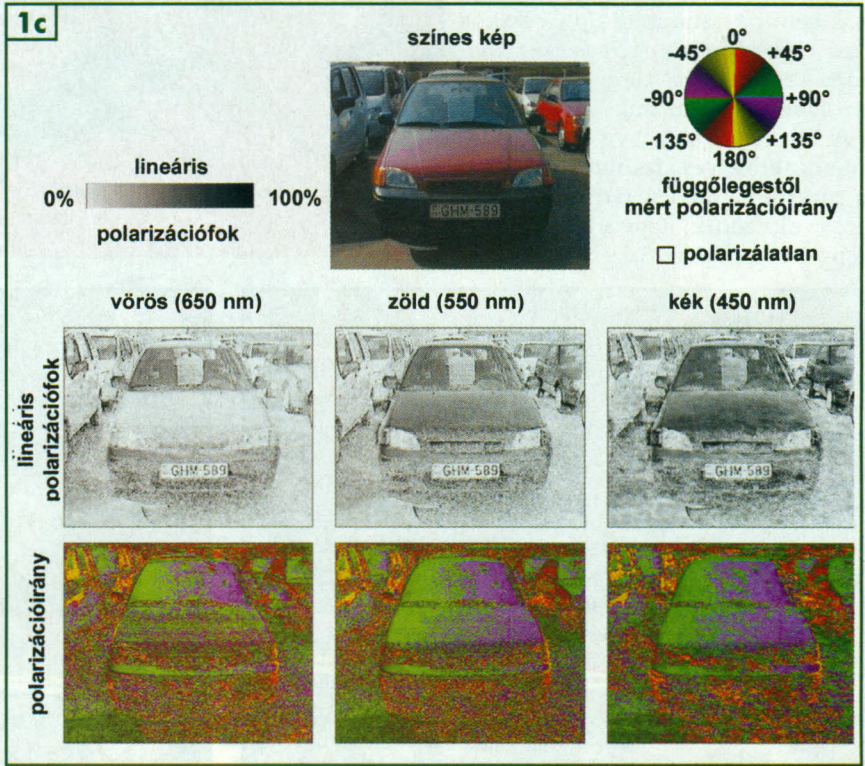 1c
színes kép
0°
-45° +45°
-90° +90°
-135° +135°
180°
függőlegestől
mért polarizációirány
polarizálatlan
lineáris
0% 100%
polarizációfok
GHM-589
vörös (650 nm) zöld (550 nm) kék (450 nm)
lineáris
polarizációfok
GHM-589 GHM-589 GHM-589
polarizációirány